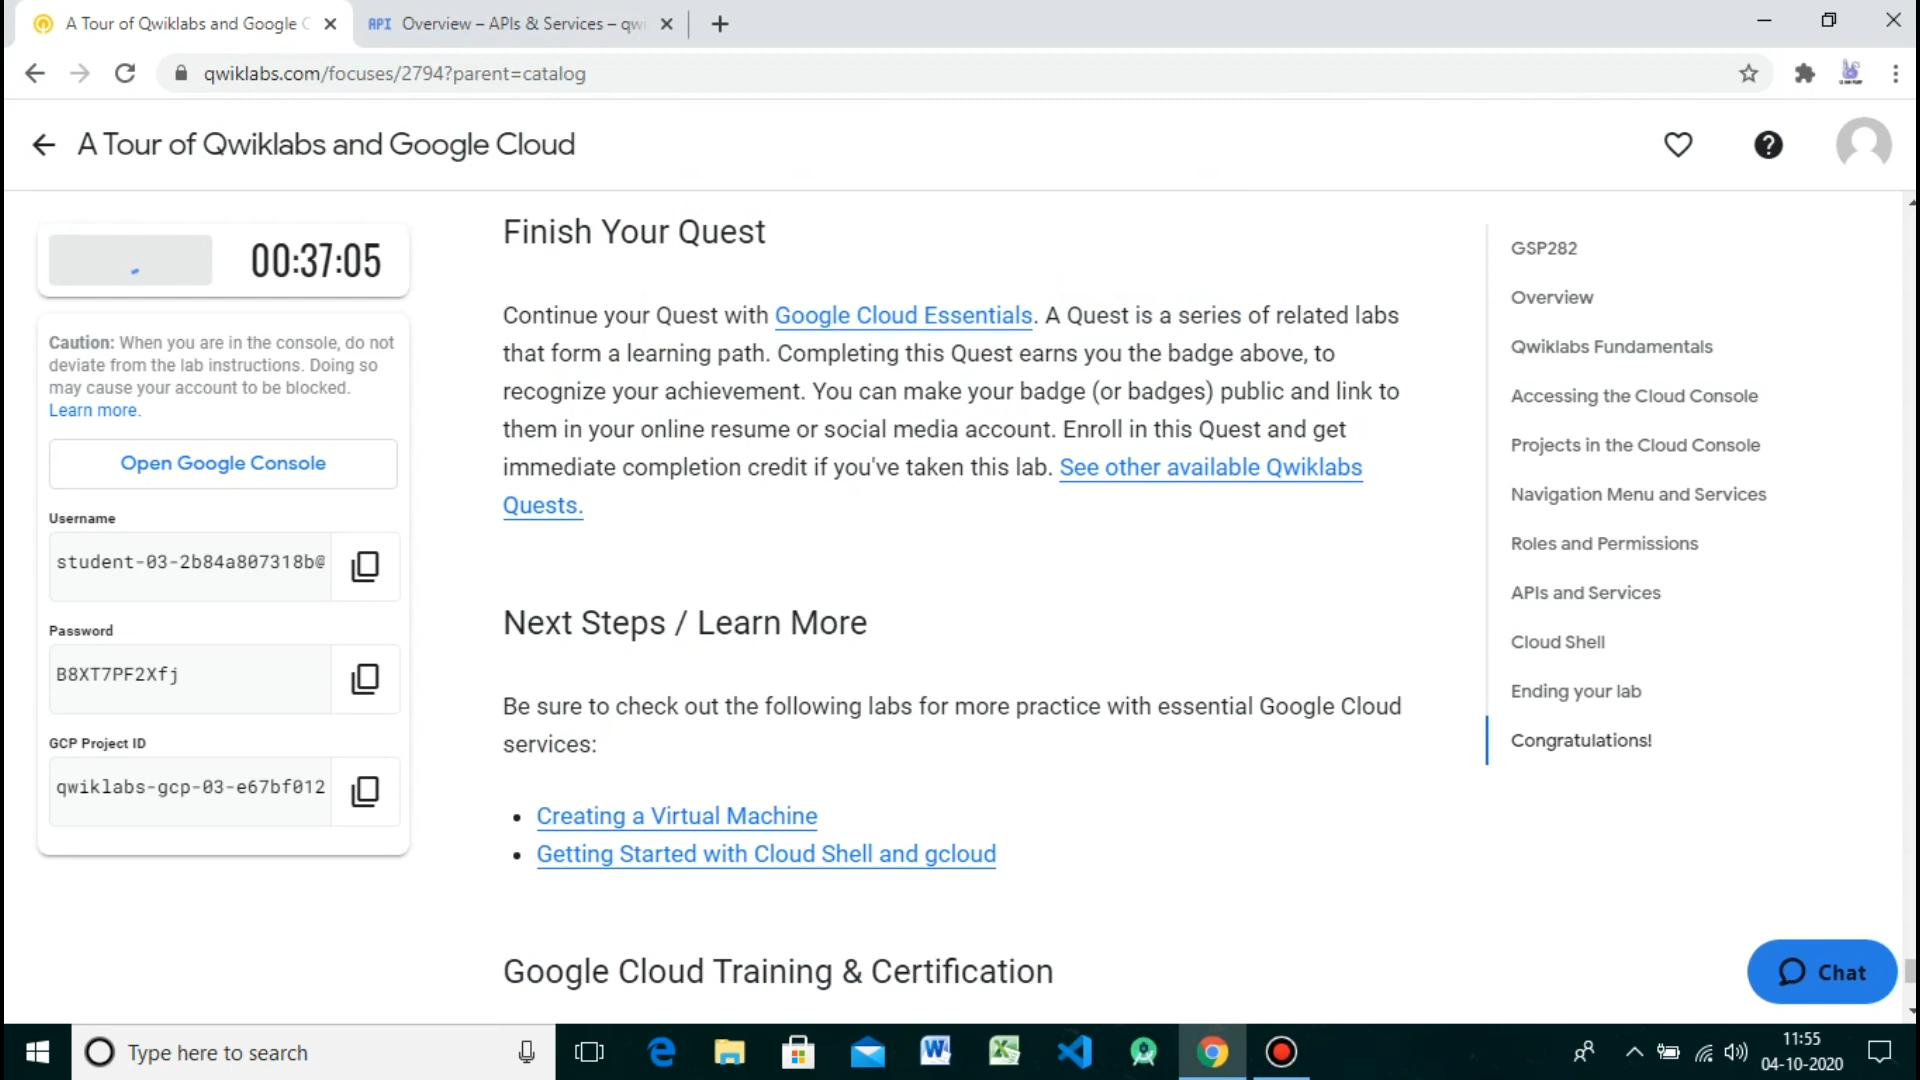 A Tour of Qwiklabs and Google C
API Overview – APIs & Services – qwi
qwiklabs.com/focuses/2794?parent=catalog
A Tour of Qwiklabs and Google Cloud
00:37:05
Caution: When you are in the console, do not
deviate from the lab instructions. Doing so
may cause your account to be blocked.
Learn more.
Open Google Console
Username
student-03-2b84a807318b@
Password
B8XT7PF2Xfj
GCP Project ID
qwiklabs-gcp-03-e67bf012
Finish Your Quest
Continue your Quest with Google Cloud Essentials. A Quest is a series of related labs
that form a learning path. Completing this Quest earns you the badge above, to
recognize your achievement. You can make your badge (or badges) public and link to
them in your online resume or social media account. Enroll in this Quest and get
immediate completion credit if you've taken this lab. See other available Qwiklabs
Quests.
Next Steps / Learn More
Be sure to check out the following labs for more practice with essential Google Cloud
services:
• Creating a Virtual Machine
• Getting Started with Cloud Shell and gcloud
Google Cloud Training & Certification
GSP282
Overview
Qwiklabs Fundamentals
Accessing the Cloud Console
Projects in the Cloud Console
Navigation Menu and Services
Roles and Permissions
APIs and Services
Cloud Shell
Ending your lab
Congratulations!
Chat
Type here to search
11:55
04-10-2020